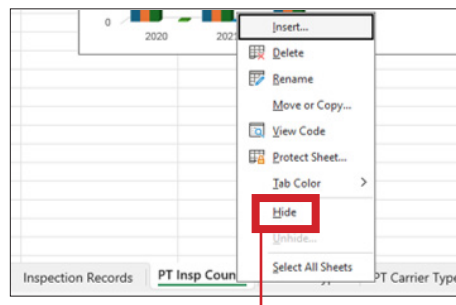 0
2020
2021
Insert...
Delete
Rename
Move or Copy...
View Code
Protect Sheet...
Tab Color
Hide
Unhide...
Select All Sheets
Inspection Records
PT Insp Coun
PT Carrier Type